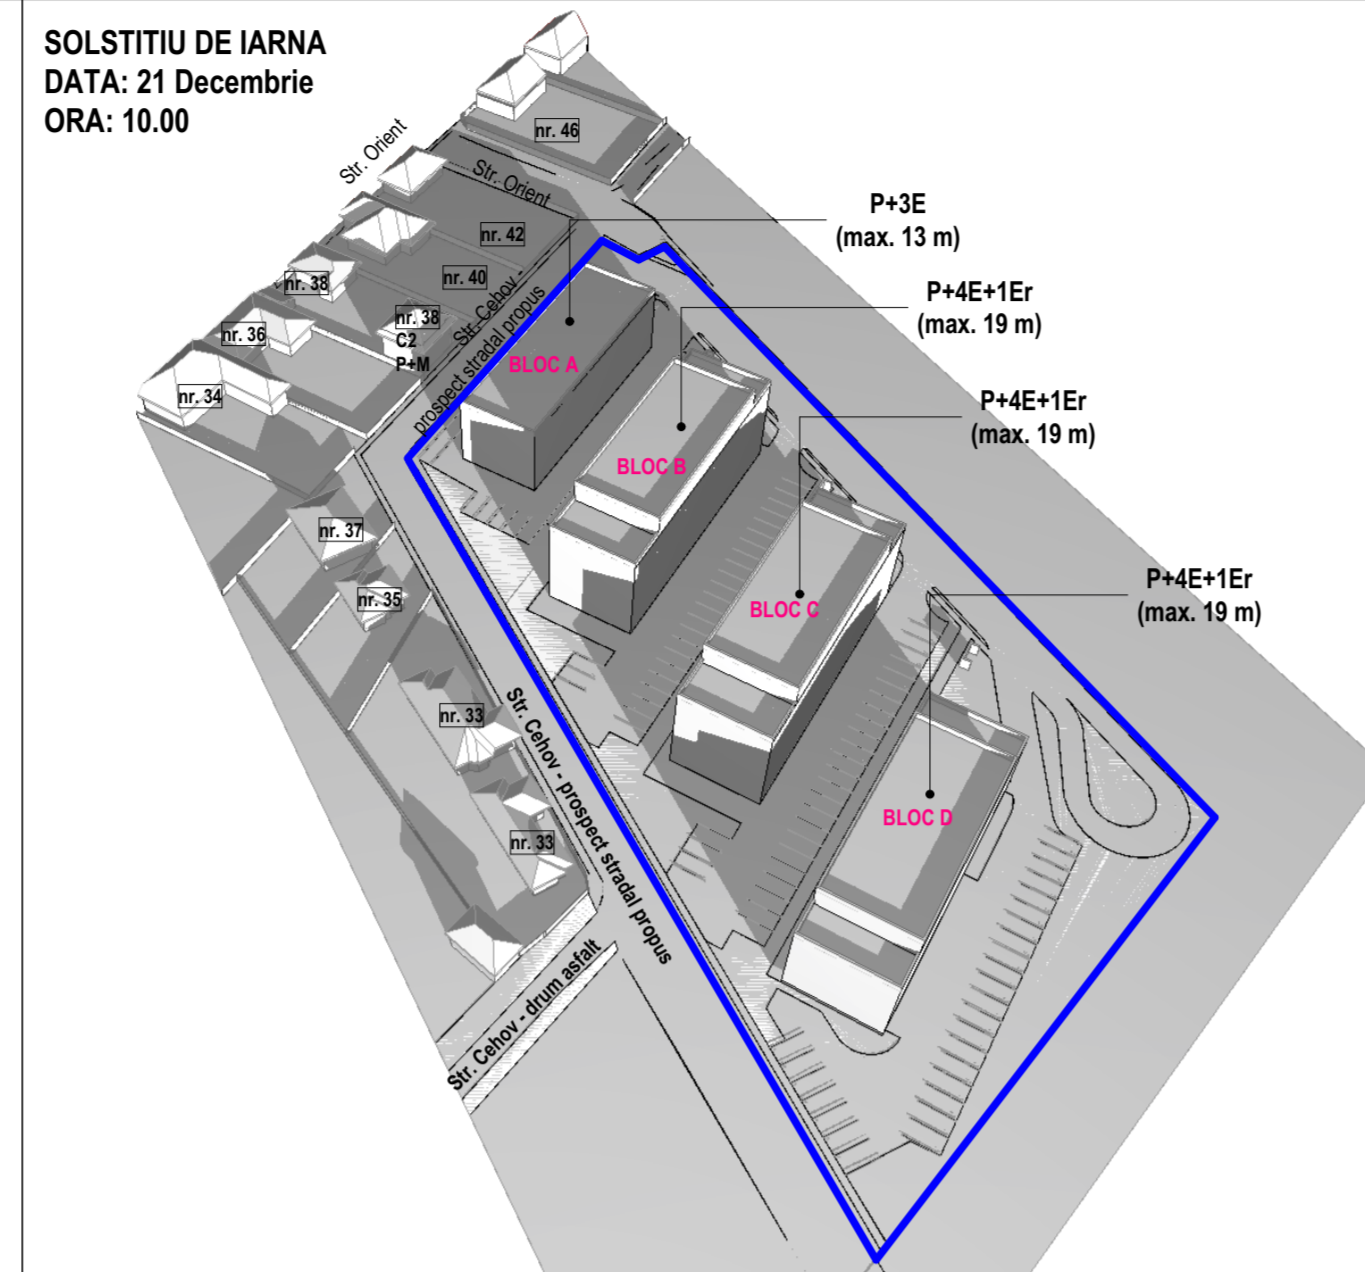 SOLSTITIU DE IARNA
DATA: 21 Decembrie
ORA: 10.00
nr. 46
Str. Orient
Str. Orient
P+3E
(max. 13 m)
nr. 42
nr. 40
nr. 38
P+4E+1Er
(max. 19 m)
nr. 38
C2
P+M
nr. 36
Str. Cehov -
prospect stradal propus
BLOC A
nr. 34
P+4E+1Er
(max. 19 m)
BLOC B
nr. 37
P+4E+1Er
(max. 19 m)
nr. 35
BLOC C
nr. 33
Str. Cehov - prospect stradal propus
BLOC D
nr. 33
Str. Cehov - drum asfalt